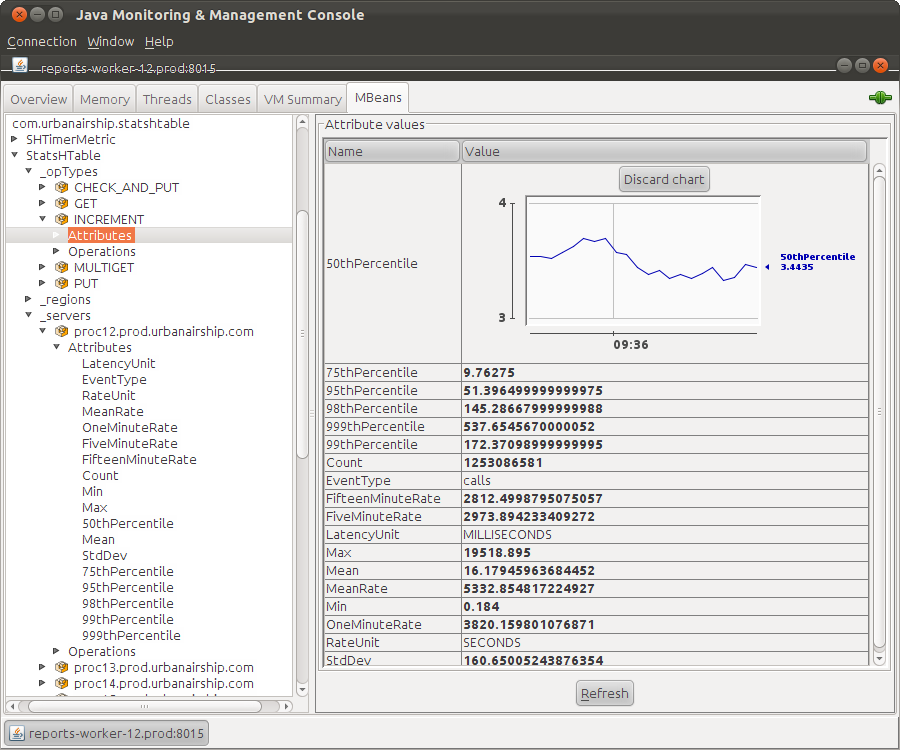 Java Monitoring & Management Console
Connection Window Help
reports-worker-12.prod:8015
Overview Memory Threads Classes VM Summary MBeans
com.urbanairship.statshtable
SHTimerMetric
StatsHTable
_opTypes
CHECK_AND_PUT
GET
INCREMENT
Attributes
Operations
MULTIGET
PUT
_regions
_servers
proc12.prod.urbanairship.com
Attributes
LatencyUnit
EventType
RateUnit
MeanRate
OneMinuteRate
FiveMinuteRate
FifteenMinuteRate
Count
Min
Max
50thPercentile
Mean
StdDev
75thPercentile
95thPercentile
98thPercentile
99thPercentile
999thPercentile
Operations
proc13.prod.urbanairship.com
proc14.prod.urbanairship.com
Attribute values
Name Value
Discard chart
50thPercentile
4
3
09:36
50thPercentile
3.4435
75thPercentile 9.76275
95thPercentile 51.396499999999975
98thPercentile 145.28667999999988
999thPercentile 537.6545670000052
99thPercentile 172.37098999999995
Count 1253086581
EventType calls
FifteenMinuteRate 2812.4998795075057
FiveMinuteRate 2973.894233409272
LatencyUnit MILLISECONDS
Max 19518.895
Mean 16.17945963684452
MeanRate 5332.854817224927
Min 0.184
OneMinuteRate 3820.159801076871
RateUnit SECONDS
StdDev 160.65005243876354
Refresh
reports-worker-12.prod:8015